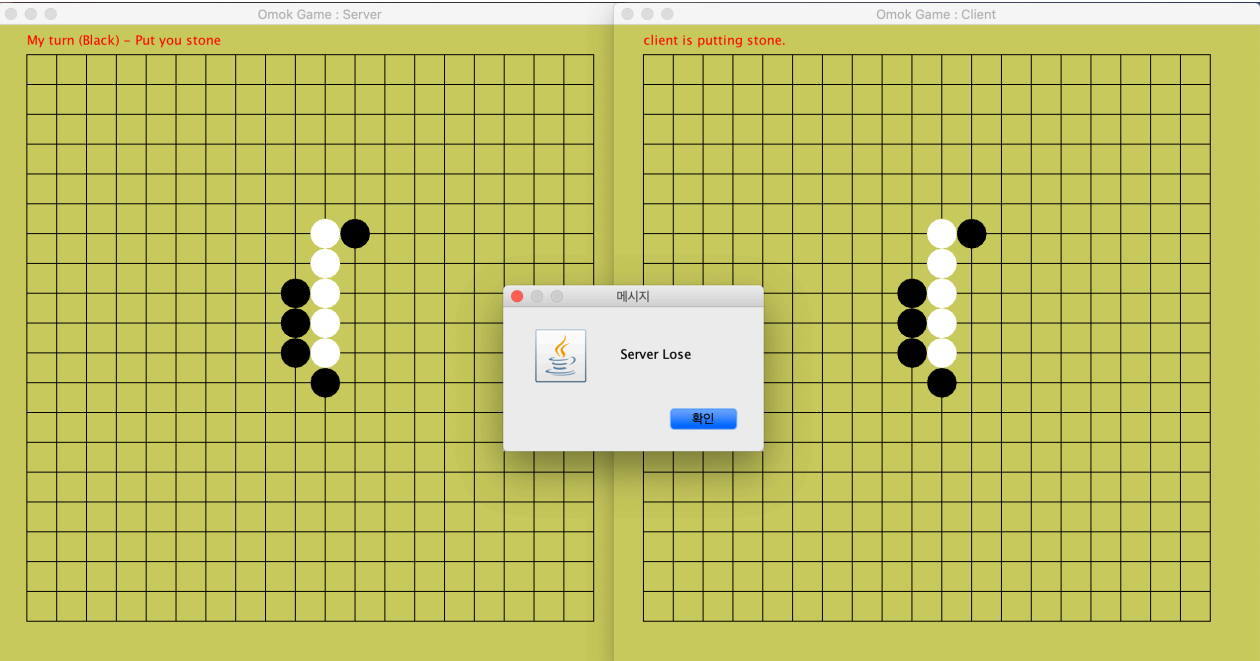 Omok Game : Server
Omok Game : Client
My turn (Black) - Put you stone
client is putting stone.
메시지
Server Lose
확인